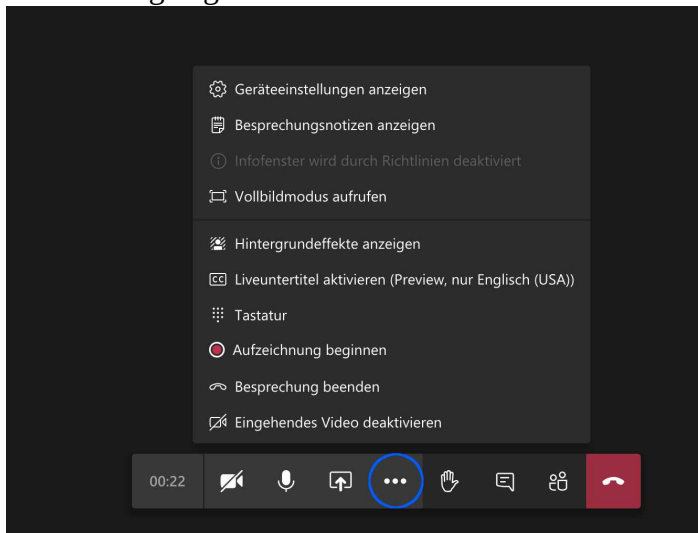 Geräteeinstellungen anzeigen
Besprechungsnotizen anzeigen
Infofenster wird durch Richtlinien deaktiviert
Vollbildmodus aufrufen
Hintergrundeffekte anzeigen
CC Liveuntertitel aktivieren (Preview, nur Englisch (USA))
Tastatur
Aufzeichnung beginnen
Besprechung beenden
Eingehendes Video deaktivieren
00:22